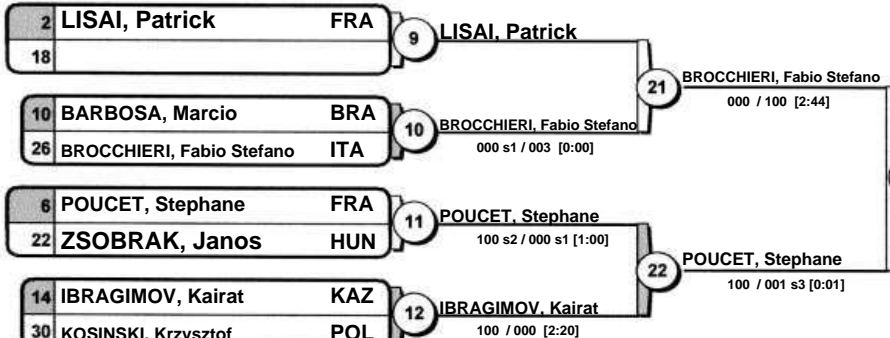 2 LISAI, Patrick FRA
18
9
LISAI, Patrick
10 BARBOSA, Marcio BRA
26 BROCCHIERI, Fabio Stefano ITA
10
BROCCHIERI, Fabio Stefano
000 s1 / 003 [0:00]
21
BROCCHIERI, Fabio Stefano
000 / 100 [2:44]
6 POUCET, Stephane FRA
22 ZSOBRAK, Janos HUN
11
POUCET, Stephane
100 s2 / 000 s1 [1:00]
14 IBRAGIMOV, Kairat KAZ
30 KOSINSKI, Krzysztof POL
12
IBRAGIMOV, Kairat
100 / 000 [2:20]
22
POUCET, Stephane
100 / 001 s3 [0:01]